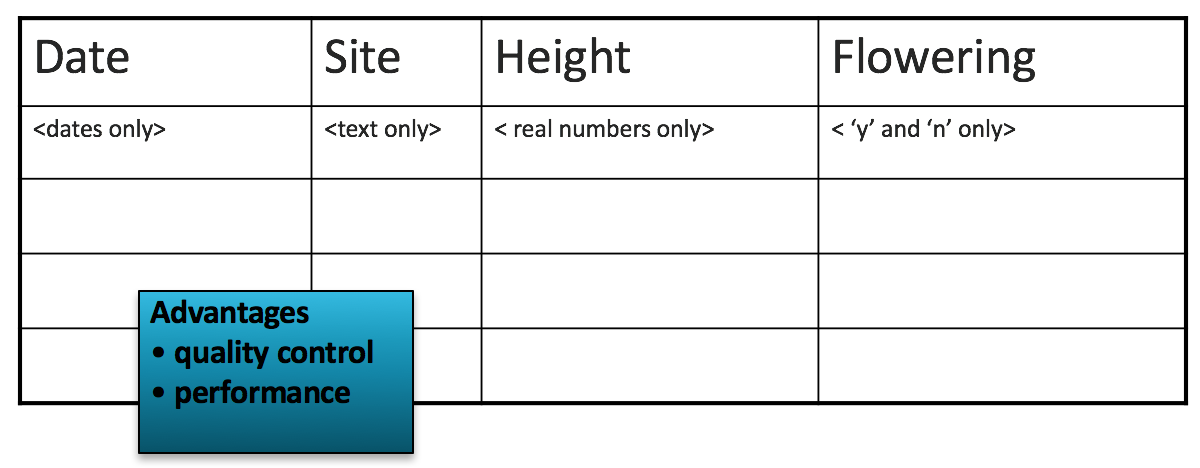 Date Site Height Flowering
<dates only> <text only> < real numbers only> < ‘y’ and ‘n’ only>
Advantages
• quality control
• performance